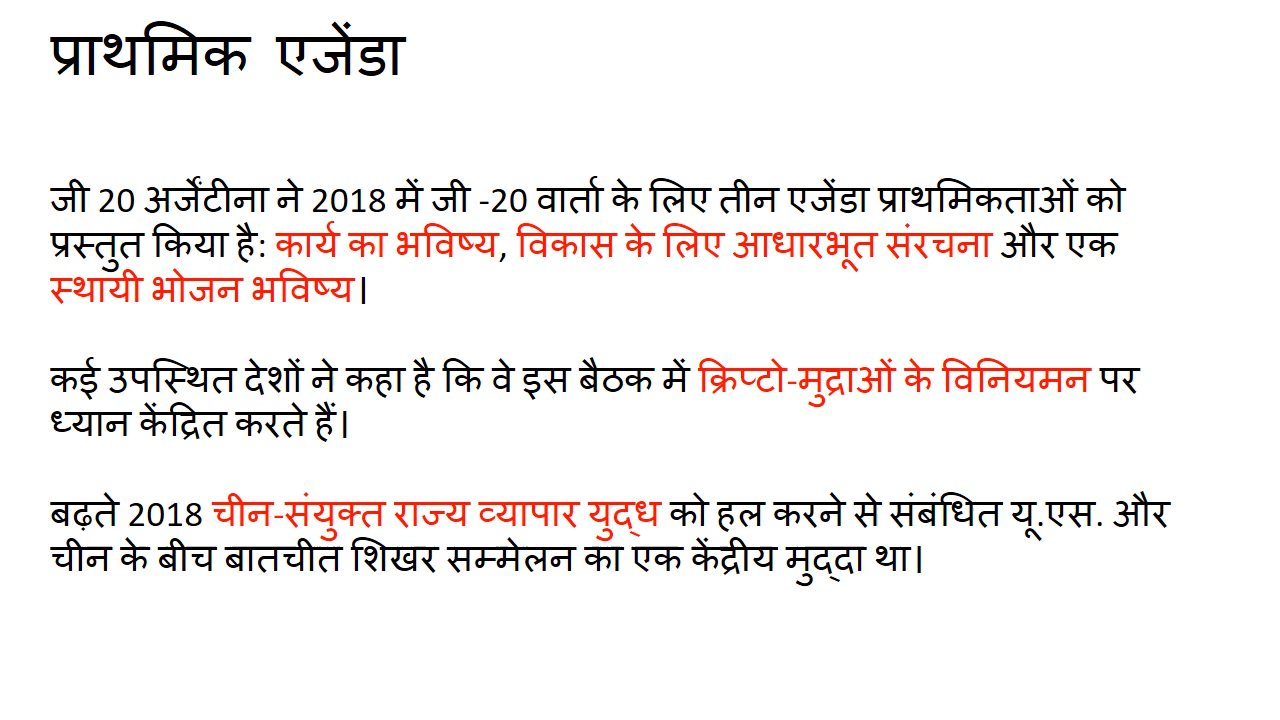 प्राथमिक एजेंडा
जी 20 अर्जेंटीना ने 2018 में जी -20 वार्ता के लिए तीन एजेंडा प्राथमिकताओं को
प्रस्तुत किया है: कार्य का भविष्य, विकास के लिए आधारभूत संरचना और एक
स्थायी भोजन भविष्य।
कई उपस्थित देशों ने कहा है कि वे इस बैठक में क्रिप्टो-मुद्राओं के विनियमन पर
ध्यान केंद्रित करते हैं।
बढ़ते 2018 चीन-संयुक्त राज्य व्यापार युद्ध को हल करने से संबंधित यू.एस. और
चीन के बीच बातचीत शिखर सम्मेलन का एक केंद्रीय मुद्दा था।